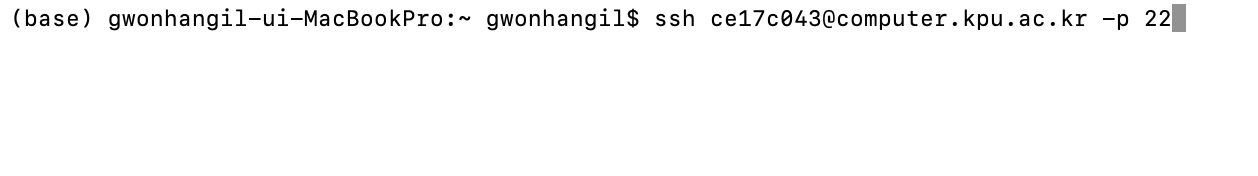 (base) gwonhangil-ui-MacBookPro:~ gwonhangil$ ssh ce17c043@computer.kpu.ac.kr -p 22